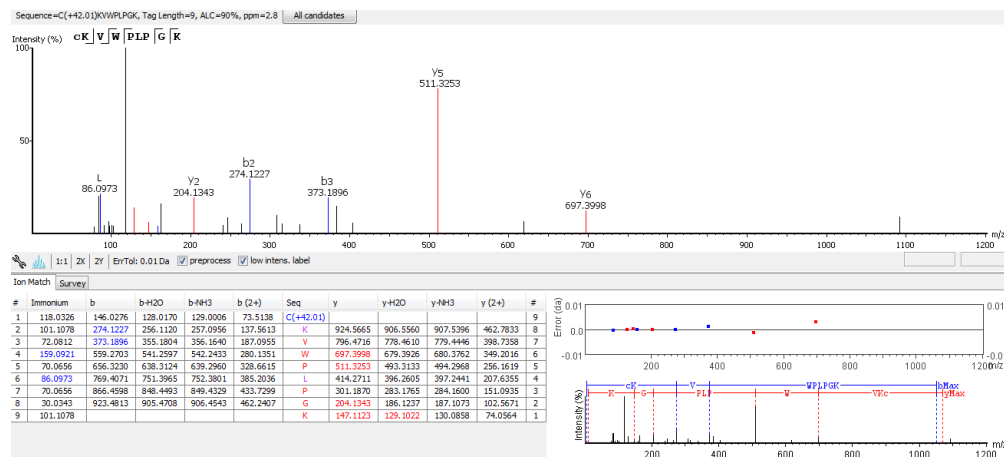 Sequence=C(+42.01)KVWPLPGK, Tag Length=9, ALC=90%, ppm=2.8 All candidates
Intensity (%) cK V W PLP G K
100
Y5
511.3253
50
b2
274.1227
L
86.0973
Y2
204.1343
b3
373.1896
Y6
697.3998
100 200 300 400 500 600 700 800 900 1000 1100 1200 m/z
1:1 2X 2Y ErrTol: 0.01 Da preprocess low intens. label
Ion Match Survey
# Immonium b b-H2O b-NH3 b (2+) Seq y y-H2O y-NH3 y (2+) #
1 118.0326 146.0276 128.0170 129.0006 73.5138 C(+42.01) 9
2 101.1078 274.1227 256.1120 257.0956 137.5613 K 924.5665 906.5560 907.5396 462.7833 8
3 72.0812 373.1896 355.1804 356.1640 187.0955 V 796.4716 778.4610 779.4446 398.7358 7
4 159.0921 559.2703 541.2597 542.2433 280.1351 W 697.3998 679.3926 680.3762 349.2016 6
5 70.0656 656.3230 638.3124 639.2960 328.6615 P 511.3253 493.3133 494.2968 256.1619 5
6 86.0973 769.4071 751.3965 752.3801 385.2036 L 414.2711 396.2605 397.2441 207.6355 4
7 70.0656 866.4598 848.4493 849.4329 433.7299 P 301.1870 283.1765 284.1600 151.0935 3
8 30.0343 923.4813 905.4708 906.4543 462.2407 G 204.1343 186.1237 187.1073 102.5671 2
9 101.1078 K 147.1123 129.1022 130.0858 74.0564 1
Error (da)
0.01 0.01
0.0 0.0
-0.01 -0.01
200 400 600 800 1000 1200 m/z
cK V WPLPGK bMax
K G PLP W VKc yMax
Intensity (%)
200 400 600 800 1000 1200 m/z